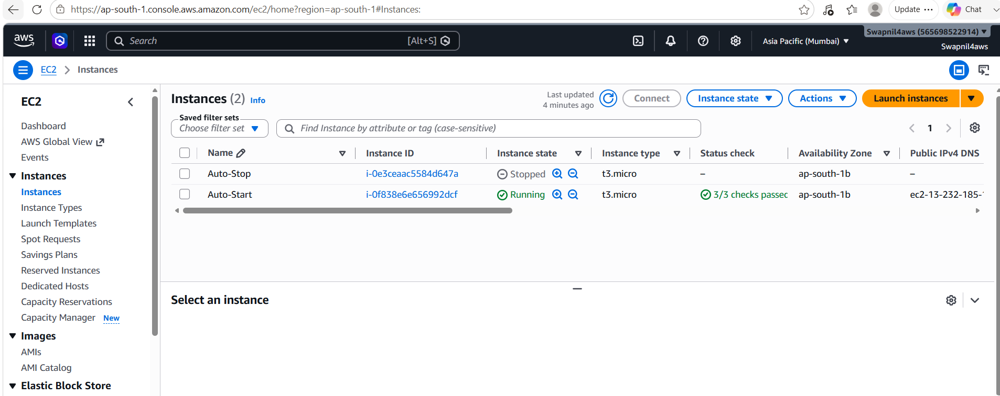 https://ap-south-1.console.aws.amazon.com/ec2/home?region=ap-south-1#Instances:
Update
Chat
aws
Search
[Alt+S]
Asia Pacific (Mumbai)
Swapnil4aws (565698522914)
Swapnil4aws
EC2
Instances
EC2
Dashboard
AWS Global View
Events
Instances
Instances
Instance Types
Launch Templates
Spot Requests
Savings Plans
Reserved Instances
Dedicated Hosts
Capacity Reservations
Capacity Manager New
Images
AMIs
AMI Catalog
Elastic Block Store
Instances (2) Info
Last updated
4 minutes ago
Connect
Instance state
Actions
Launch instances
Saved filter sets
Choose filter set
Find Instance by attribute or tag (case-sensitive)
1
Name Instance ID Instance state Instance type Status check Availability Zone Public IPv4 DNS
Auto-Stop i-0e3ceaac5584d647a Stopped t3.micro – ap-south-1b –
Auto-Start i-0f838e6e656992dcf Running t3.micro 3/3 checks passec ap-south-1b ec2-13-232-185-
Select an instance